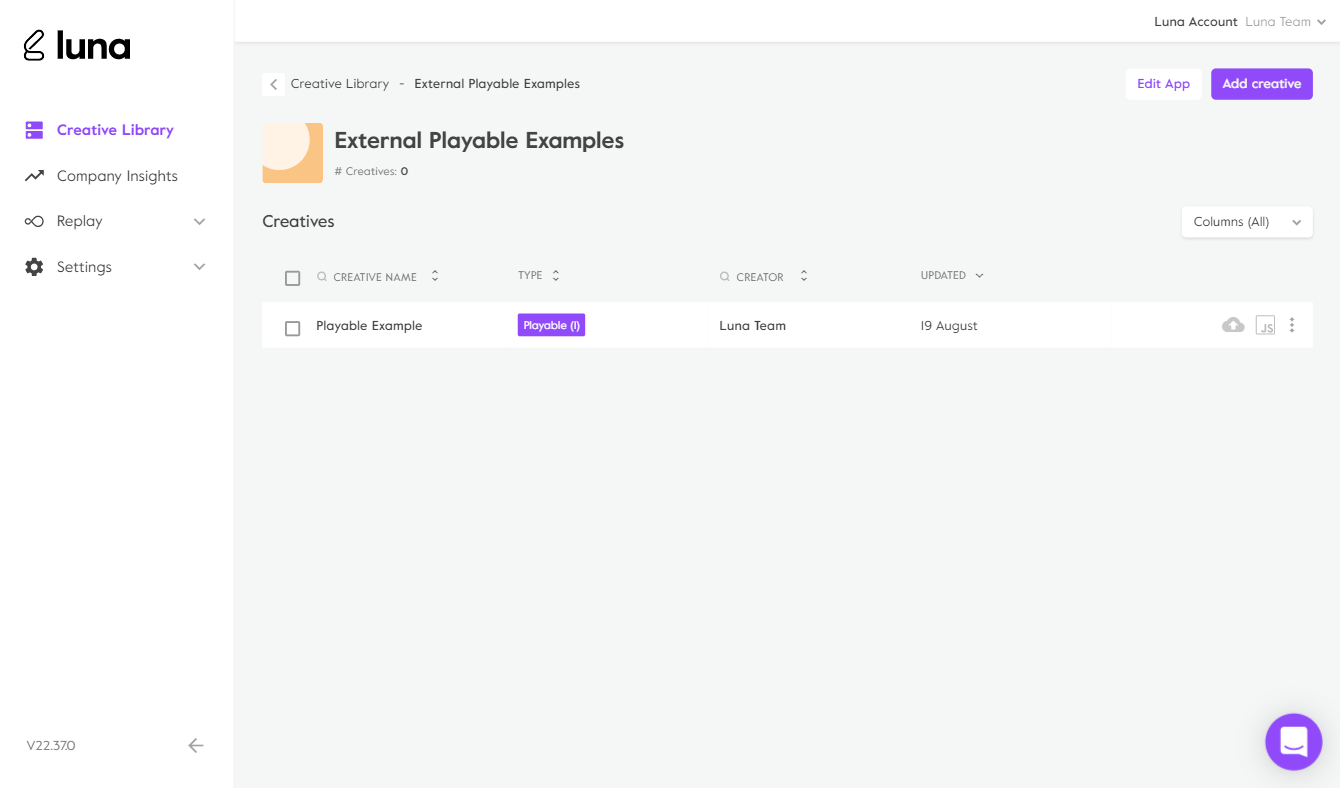 luna
Luna Account Luna Team
Creative Library - External Playable Examples
Edit App
Add creative
Creative Library
Company Insights
Replay
Settings
External Playable Examples
# Creatives: 0
Creatives
Columns (All)
CREATIVE NAME TYPE CREATOR UPDATED
Playable Example Playable (1) Luna Team 19 August JS
V22.37.0